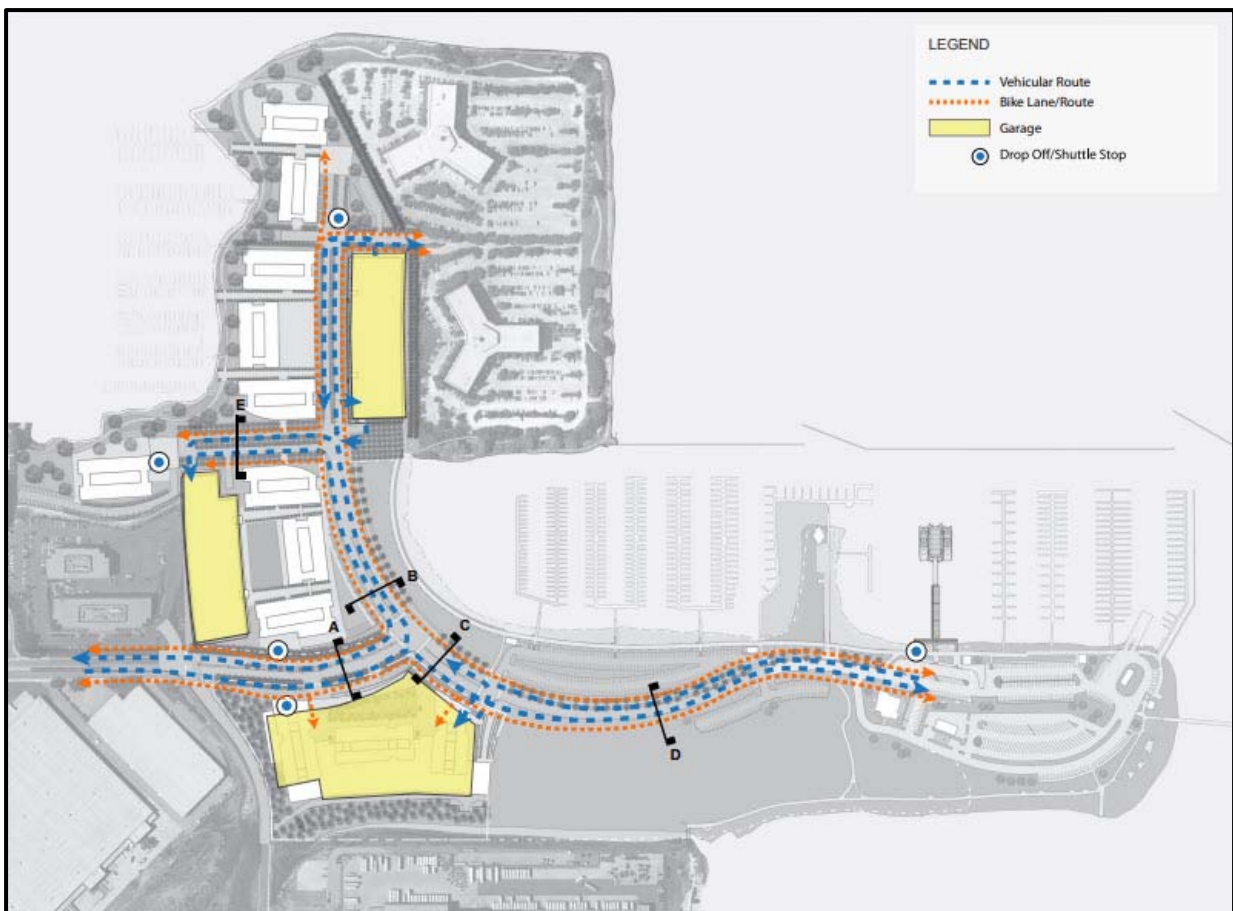 LEGEND
Vehicular Route
Bike Lane/Route
Garage
Drop Off/Shuttle Stop
E
B
A
C
D